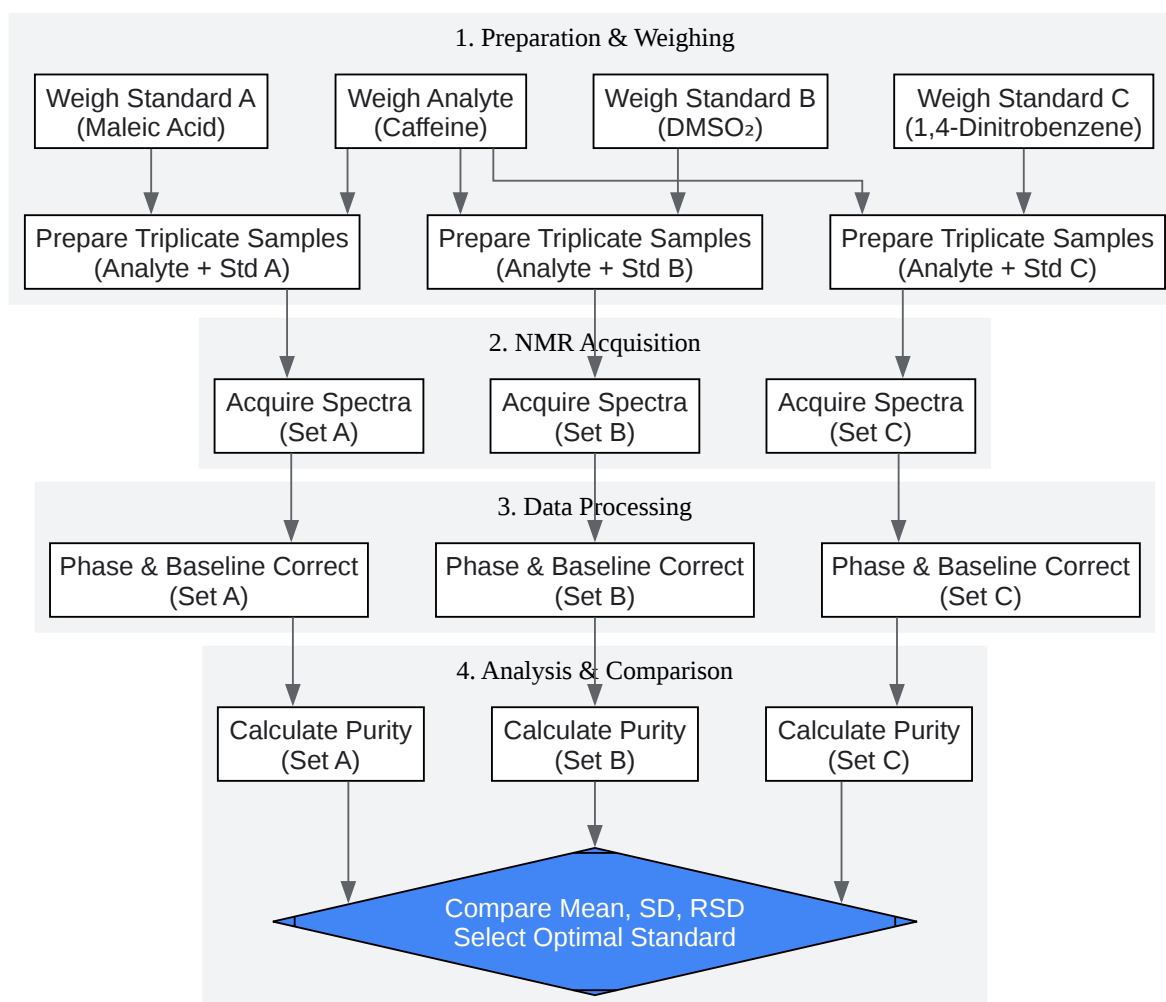 1. Preparation & Weighing
Weigh Standard A
(Maleic Acid)
Weigh Analyte
(Caffeine)
Weigh Standard B
(DMSO₂)
Weigh Standard C
(1,4-Dinitrobenzene)
Prepare Triplicate Samples
(Analyte + Std A)
Prepare Triplicate Samples
(Analyte + Std B)
Prepare Triplicate Samples
(Analyte + Std C)
2. NMR Acquisition
Acquire Spectra
(Set A)
Acquire Spectra
(Set B)
Acquire Spectra
(Set C)
3. Data Processing
Phase & Baseline Correct
(Set A)
Phase & Baseline Correct
(Set B)
Phase & Baseline Correct
(Set C)
4. Analysis & Comparison
Calculate Purity
(Set A)
Calculate Purity
(Set B)
Calculate Purity
(Set C)
Compare Mean, SD, RSD
Select Optimal Standard